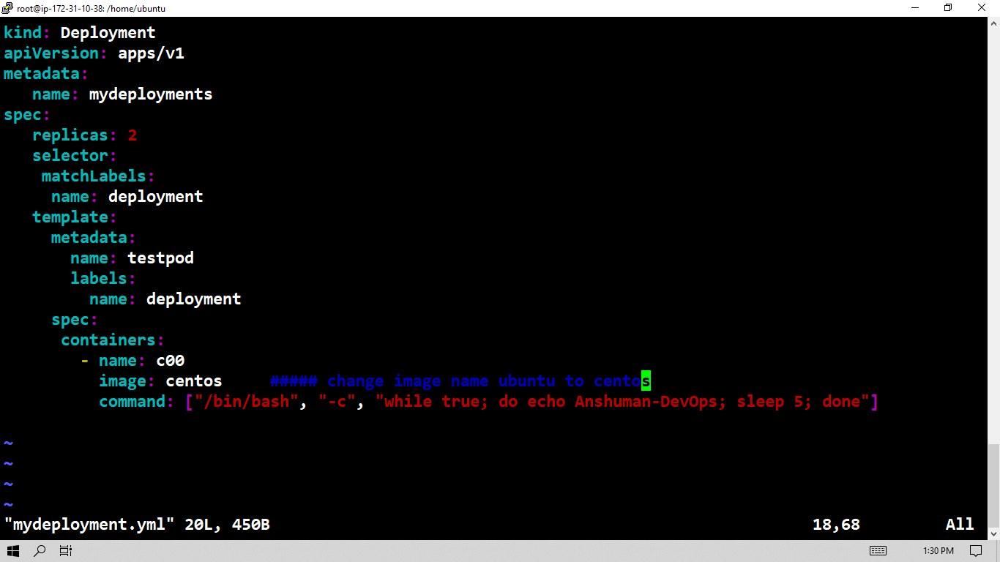 root@ip-172-31-10-38: /home/ubuntu
kind: Deployment
apiVersion: apps/v1
metadata:
   name: mydeployments
spec:
   replicas: 2
   selector:
    matchLabels:
     name: deployment
   template:
     metadata:
       name: testpod
       labels:
         name: deployment
     spec:
      containers:
        - name: c00
          image: centos     ##### change image name ubuntu to centos
          command: ["/bin/bash", "-c", "while true; do echo Anshuman-DevOps; sleep 5; done"]
~
~
~
~
"mydeployment.yml" 20L, 450B 18,68 All
1:30 PM